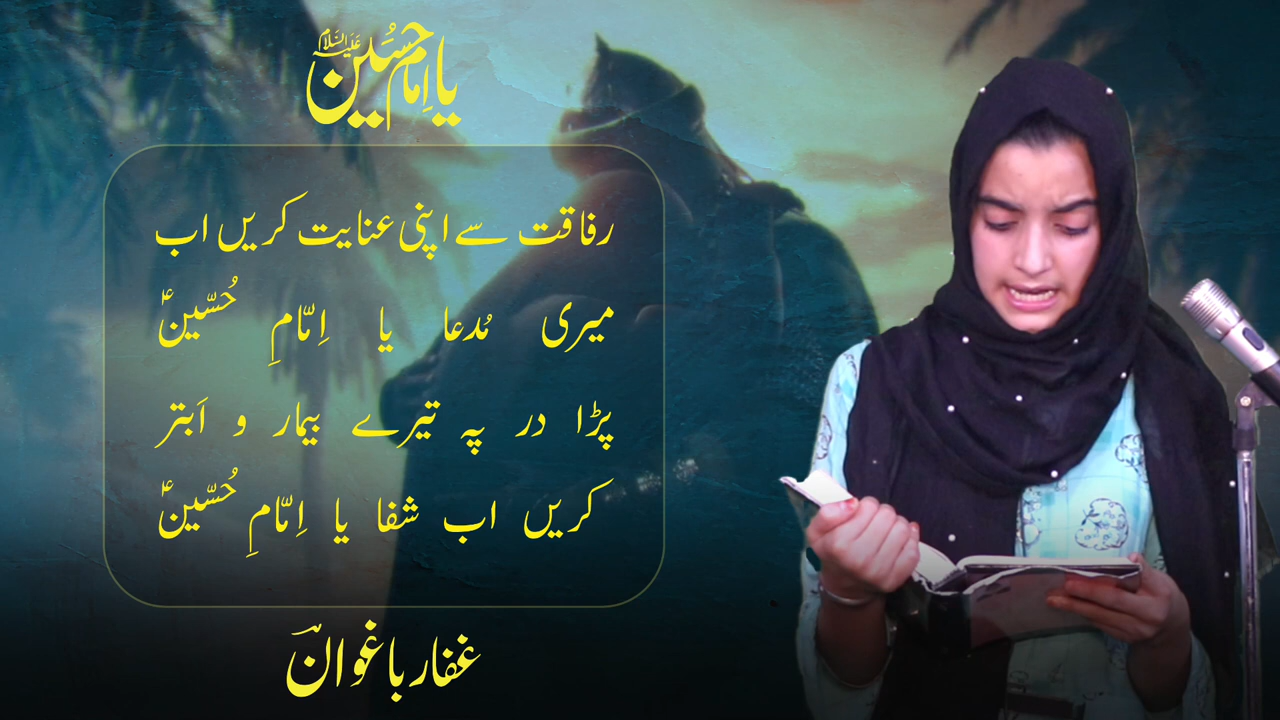 یا امام حُسین علیہ السلام
رفاقت سے اپنی عنایت کریں اب
میری مُدعا یا اِمّامِ حُسّینؑ
پڑا در پہ تیرے بیمار و اَبتر
کریں اب شفا یا اِمّامِ حُسّینؑ
غفار باغوانؔ